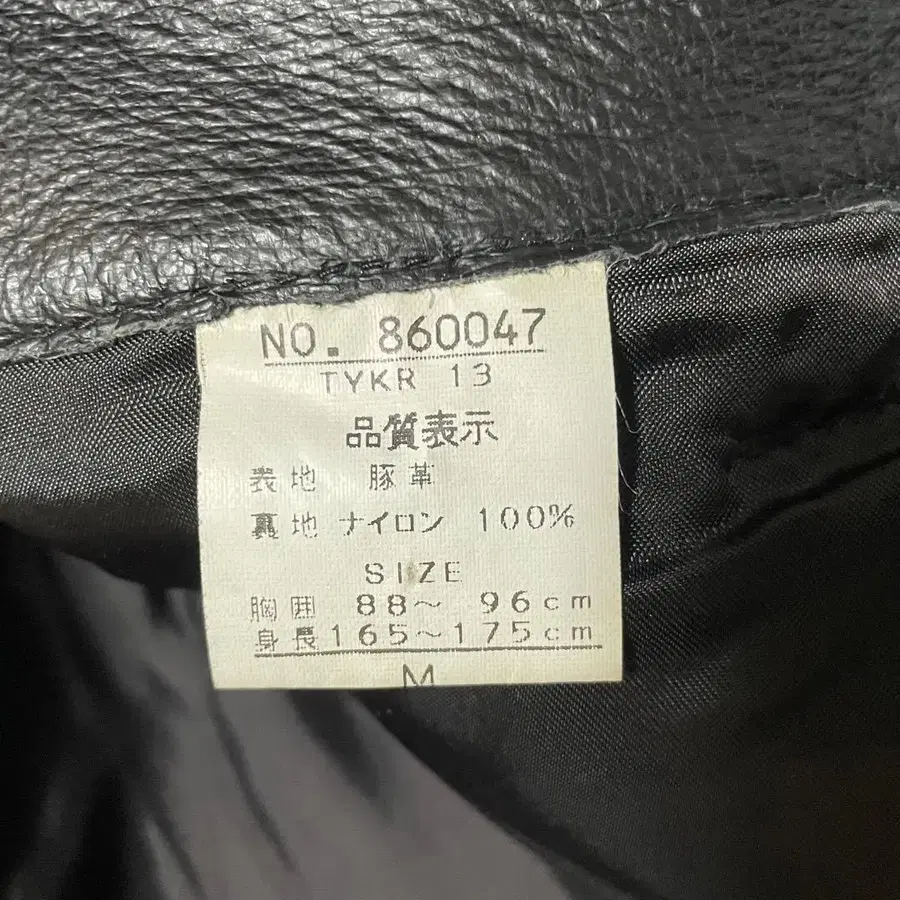 NO. 860047
TYKR 13
品質表示
表地 豚革
裏地 ナイロン 100%
SIZE
胸囲 88～ 96cm
身長165～175cm
M